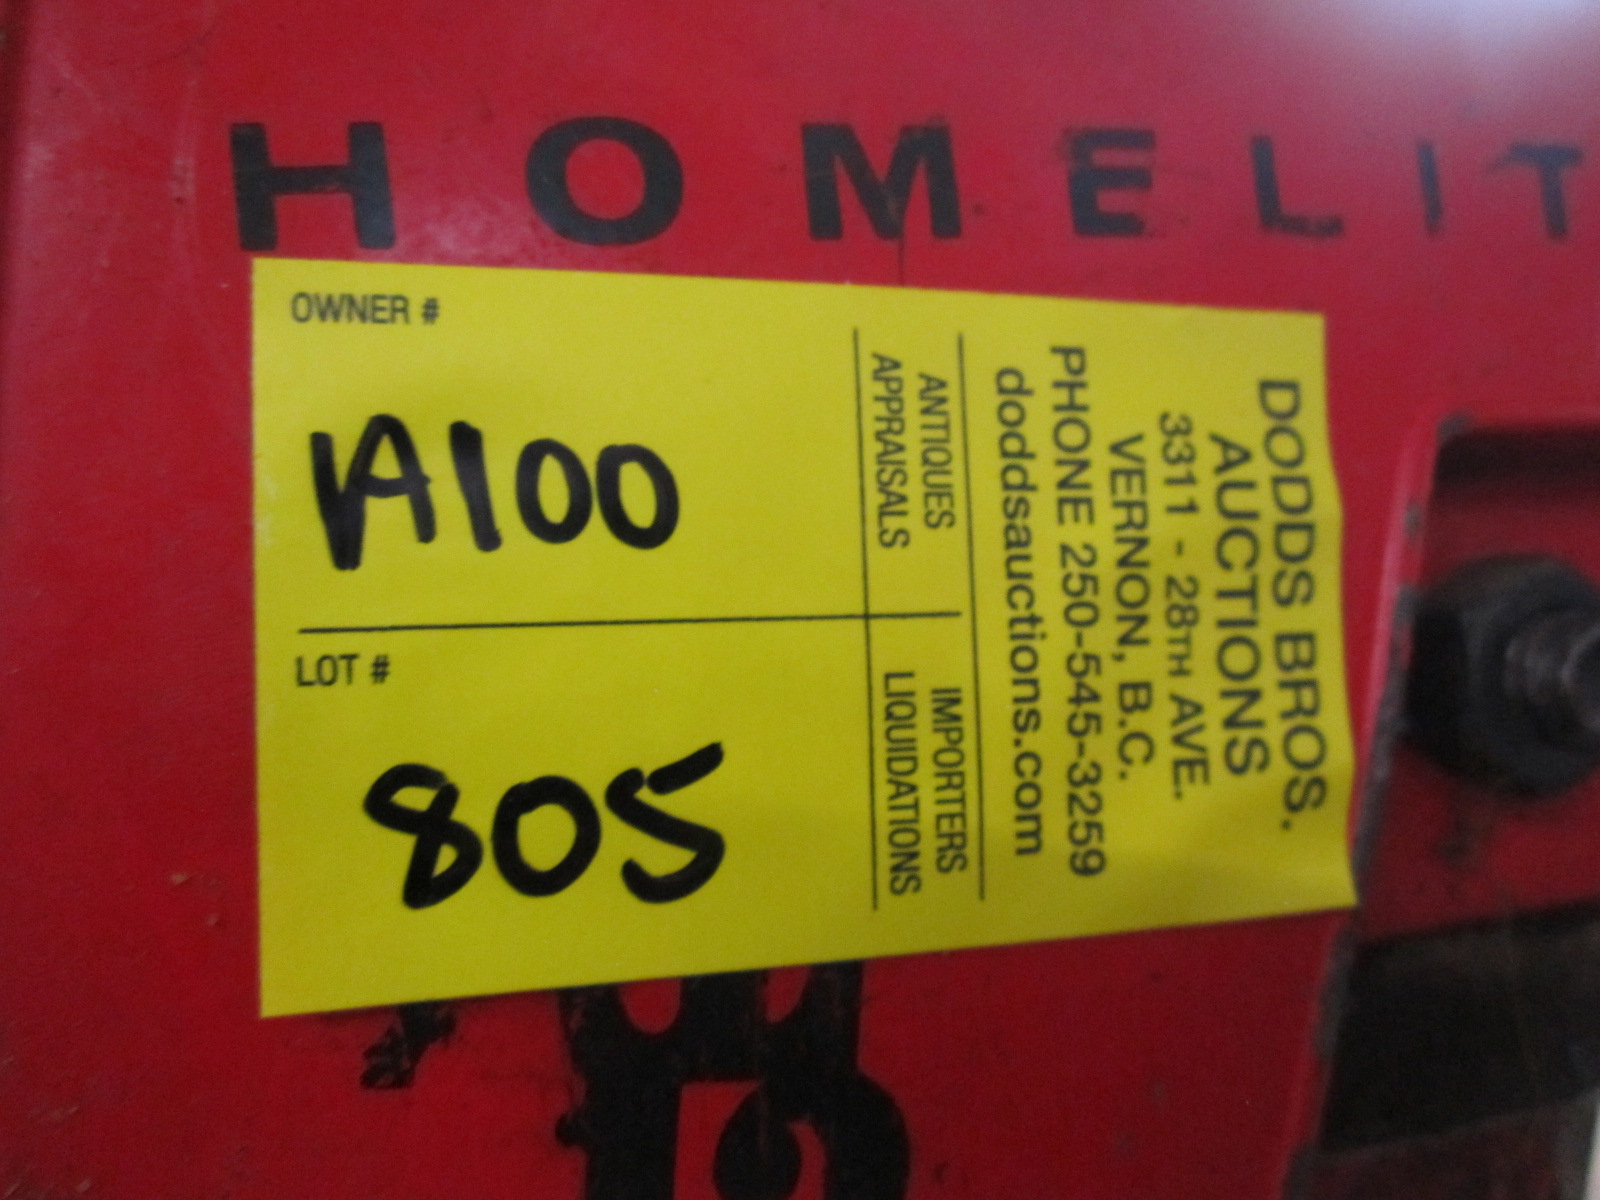 HOMELIT
OWNER #
A100
LOT #
805
DODDS BROS.
AUCTIONS
3311 - 28TH AVE.
VERNON, B.C.
PHONE 250-545-3259
doddsauctions.com
ANTIQUES IMPORTERS
APPRAISALS LIQUIDATIONS